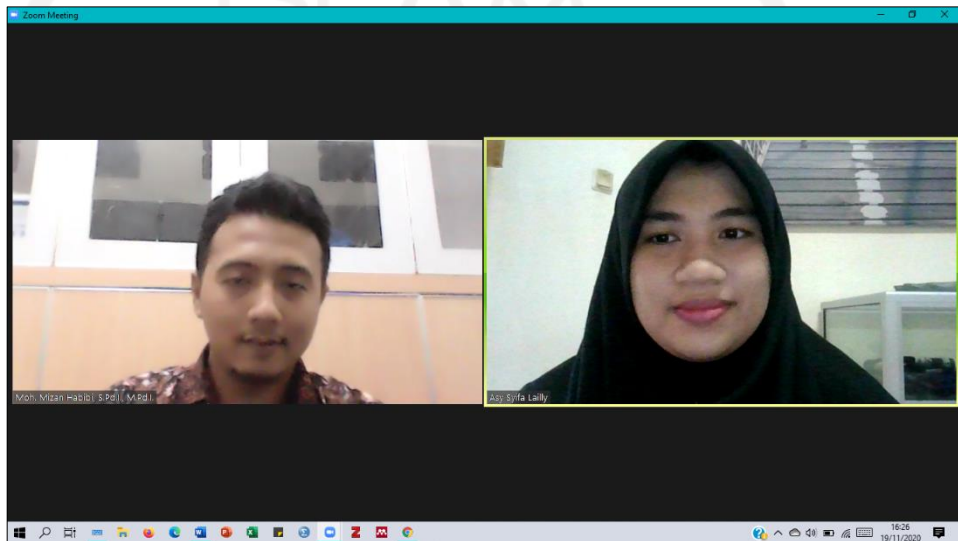 Zoom Meeting
Moh. Mizan Habibi, S.Pd.I., M.Pd.I.
Asy Syifa Lailly
16:26
19/11/2020